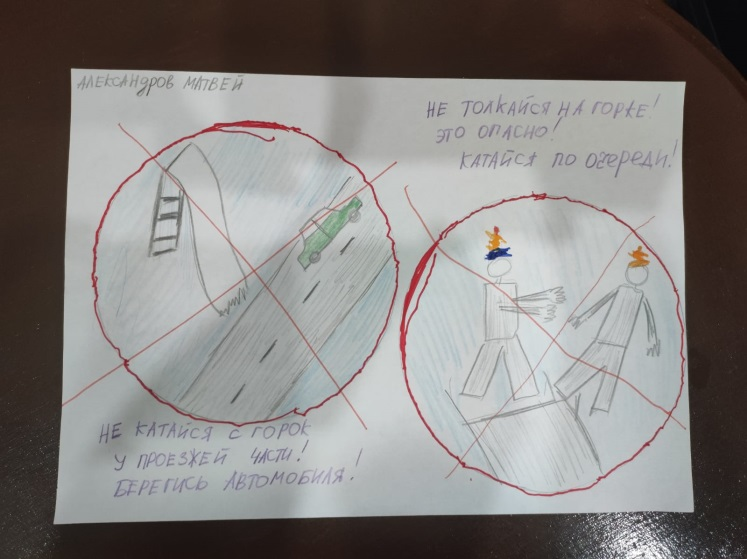 АЛЕКСАНДРОВ МАТВЕЙ
НЕ ТОЛКАЙСЯ НА ГОРКЕ!
ЭТО ОПАСНО!
КАТАЙСЯ ПО ОЧЕРЕДИ!
НЕ КАТАЙСЯ С ГОРОК
У ПРОЕЗЖЕЙ ЧАСТИ!
БЕРЕГИСЬ АВТОМОБИЛЯ!